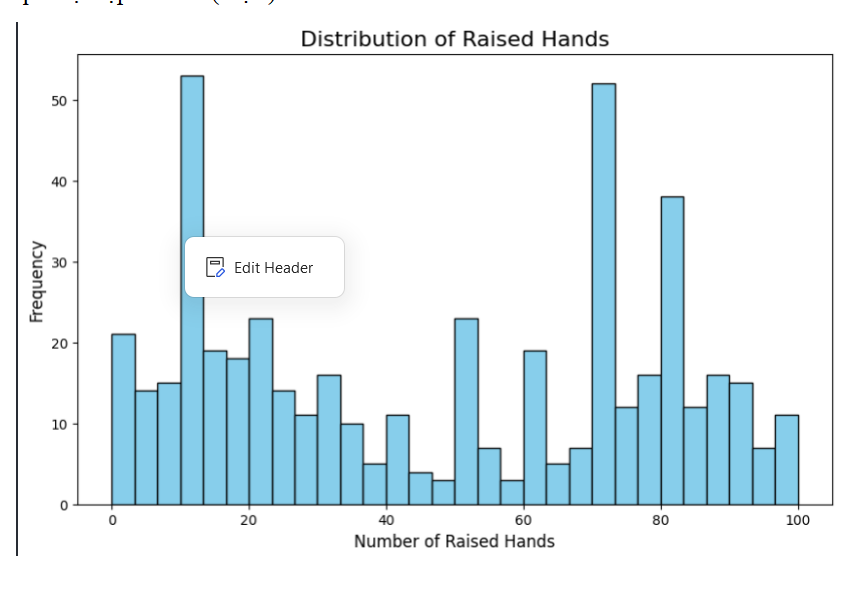 Distribution of Raised Hands
50
40
30
20
10
0
Frequency
Edit Header
0 20 40 60 80 100
Number of Raised Hands